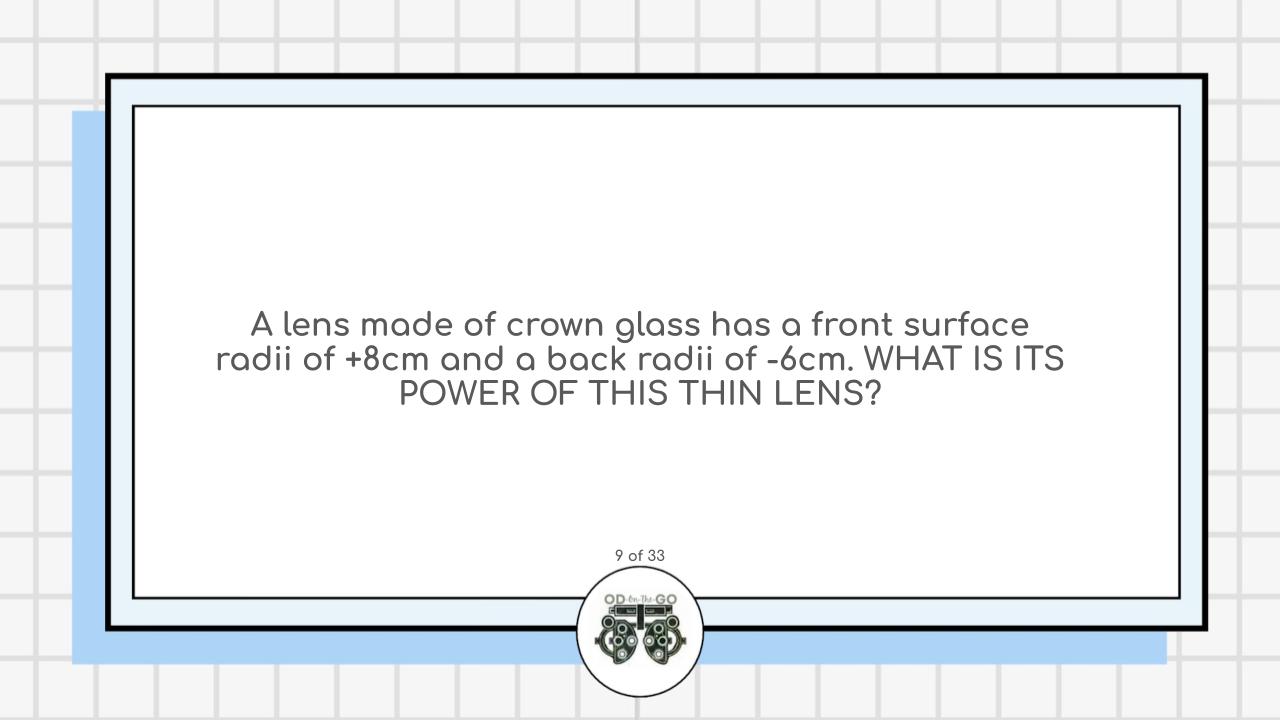 A lens made of crown glass has a front surface
radii of +8cm and a back radii of -6cm. WHAT IS ITS
POWER OF THIS THIN LENS?
9 of 33
OD-On-The-GO